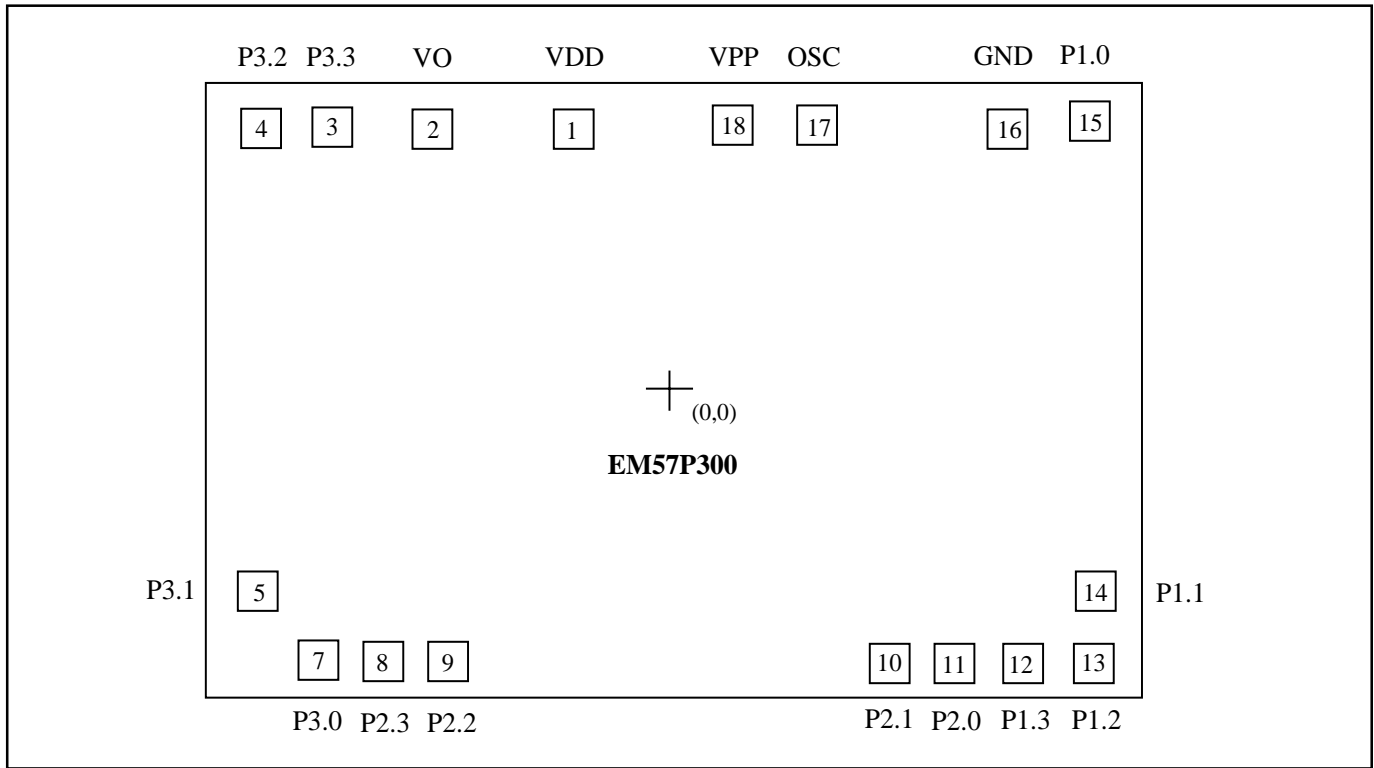 P3.2 P3.3 VO VDD VPP OSC GND P1.0
4 3 2 1 18 17 16 15
(0,0)
EM57P300
P3.1 5 14 P1.1
7 8 9 10 11 12 13
P3.0 P2.3 P2.2 P2.1 P2.0 P1.3 P1.2